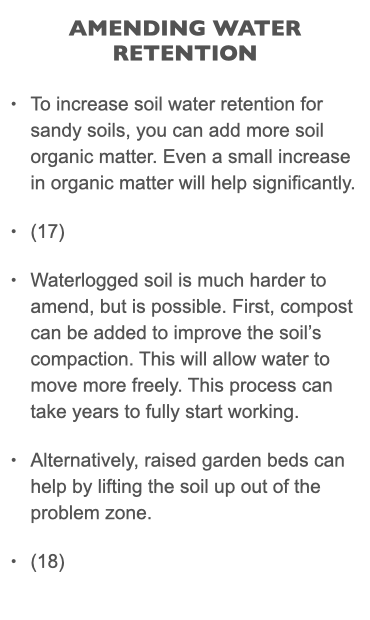 AMENDING WATER
RETENTION
• To increase soil water retention for
sandy soils, you can add more soil
organic matter. Even a small increase
in organic matter will help significantly.
• (17)
• Waterlogged soil is much harder to
amend, but is possible. First, compost
can be added to improve the soil’s
compaction. This will allow water to
move more freely. This process can
take years to fully start working.
• Alternatively, raised garden beds can
help by lifting the soil up out of the
problem zone.
• (18)